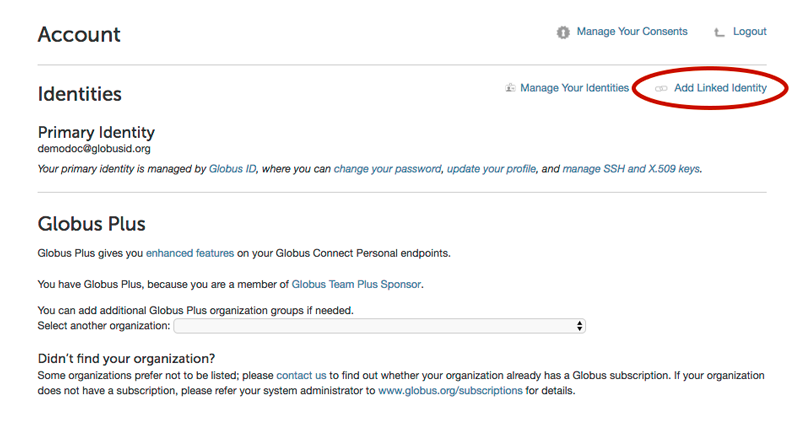 Account
Manage Your Consents
Logout
Identities
Manage Your Identities
Add Linked Identity
Primary Identity
demodoc@globusid.org
Your primary identity is managed by Globus ID, where you can change your password, update your profile, and manage SSH and X.509 keys.
Globus Plus
Globus Plus gives you enhanced features on your Globus Connect Personal endpoints.
You have Globus Plus, because you are a member of Globus Team Plus Sponsor.
You can add additional Globus Plus organization groups if needed.
Select another organization:
Didn't find your organization?
Some organizations prefer not to be listed; please contact us to find out whether your organization already has a Globus subscription. If your organization
does not have a subscription, please refer your system administrator to www.globus.org/subscriptions for details.